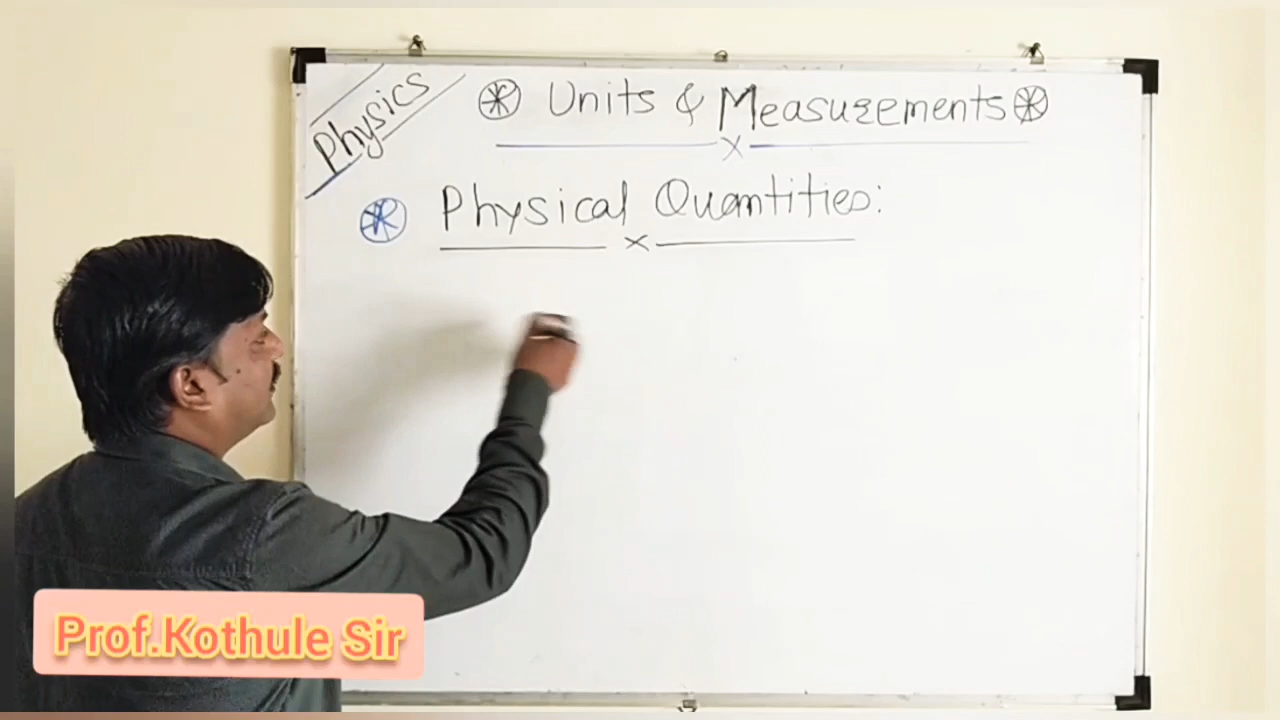 Physics
Units & Measurements
Physical Quantities:
Prof.Kothule Sir